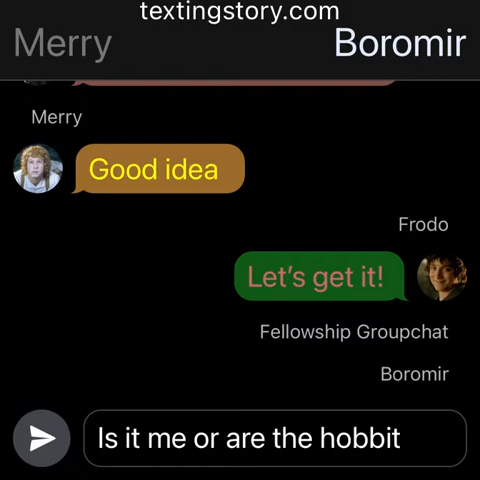 textingstory.com
Merry Boromir
Merry
Good idea
Frodo
Let’s get it!
Fellowship Groupchat
Boromir
Is it me or are the hobbit